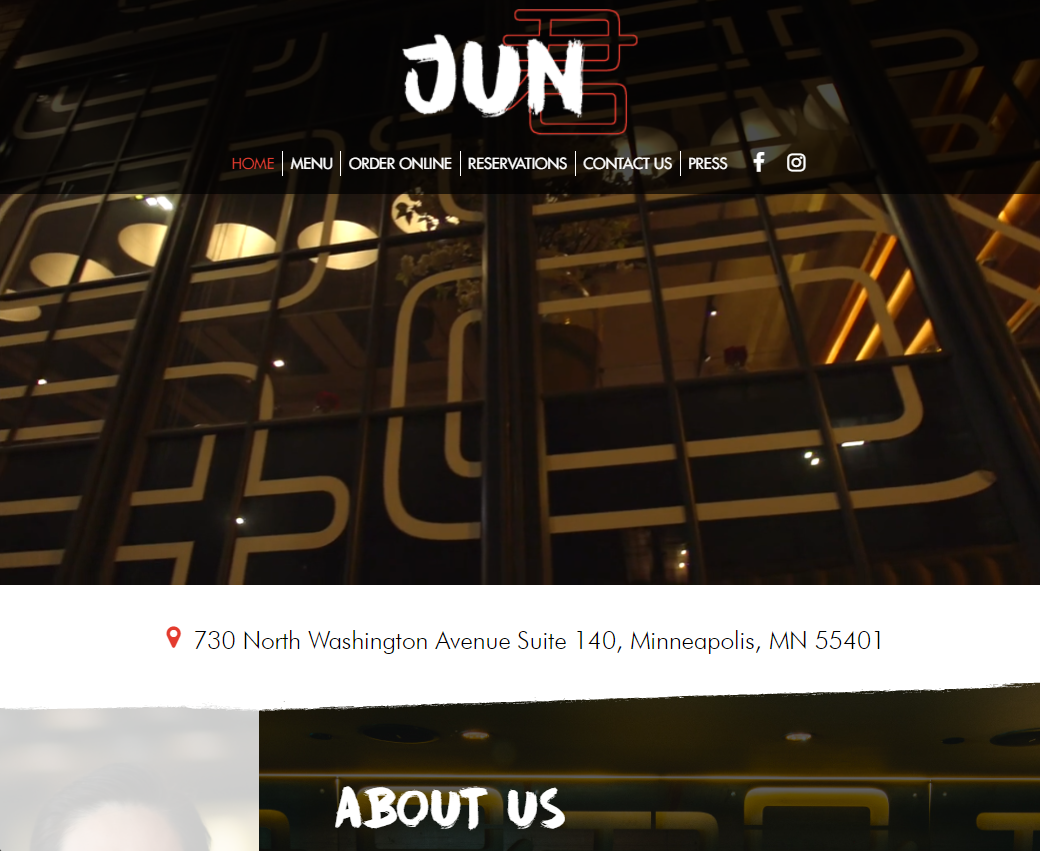 君
JUN
HOME MENU ORDER ONLINE RESERVATIONS CONTACT US PRESS
730 North Washington Avenue Suite 140, Minneapolis, MN 55401
ABOUT US